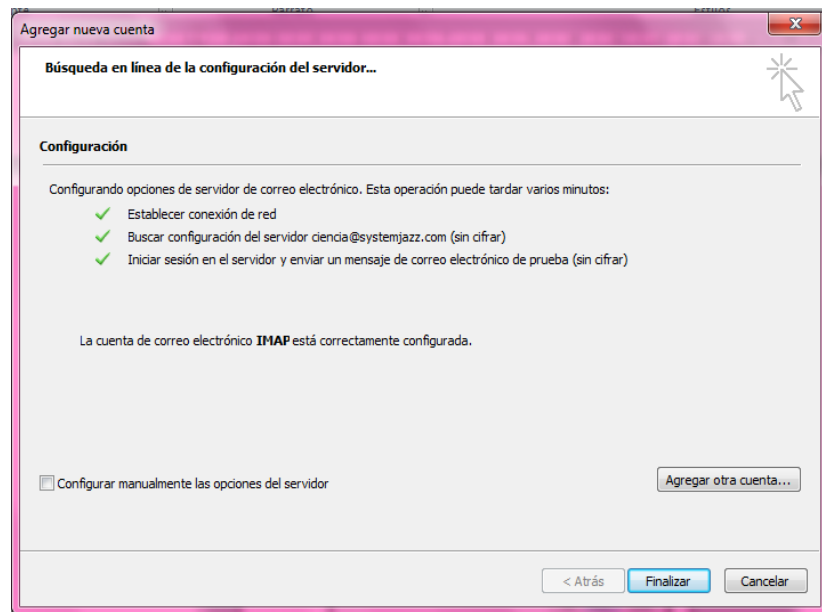 Párrafo
Estilos
Agregar nueva cuenta
Búsqueda en línea de la configuración del servidor...
Configuración
Configurando opciones de servidor de correo electrónico. Esta operación puede tardar varios minutos:
Establecer conexión de red
Buscar configuración del servidor ciencia@systemjazz.com (sin cifrar)
Iniciar sesión en el servidor y enviar un mensaje de correo electrónico de prueba (sin cifrar)
La cuenta de correo electrónico IMAP está correctamente configurada.
Configurar manualmente las opciones del servidor
Agregar otra cuenta...
< Atrás Finalizar Cancelar